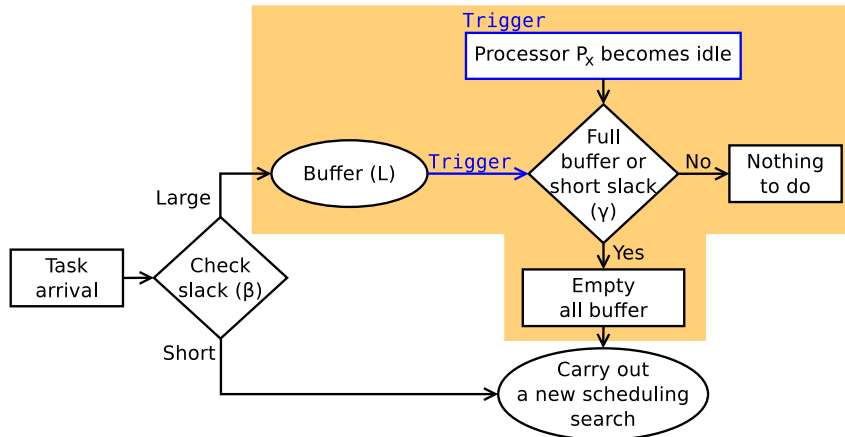 Trigger
Processor Px becomes idle
Full
buffer or
short slack
(γ)
Buffer (L)
Trigger
No
Nothing
to do
Large
Task
arrival
Check
slack (β)
Yes
Empty
all buffer
Short
Carry out
a new scheduling
search